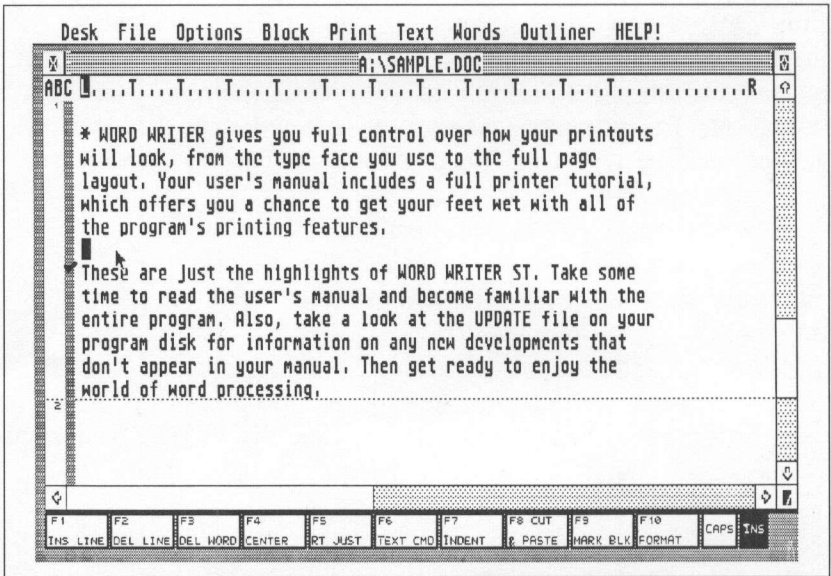 Desk File Options Block Print Text Words Outliner HELP!
A:\SAMPLE.DOC
ABC L....T....T....T....T....T....T....T....T....T....T..............R
1
* WORD WRITER gives you full control over how your printouts
will look, from the type face you use to the full page
layout. Your user's manual includes a full printer tutorial,
which offers you a chance to get your feet wet with all of
the program's printing features.
These are just the highlights of WORD WRITER ST. Take some
time to read the user's manual and become familiar with the
entire program. Also, take a look at the UPDATE file on your
program disk for information on any new developments that
don't appear in your manual. Then get ready to enjoy the
world of word processing.
2
F1 F2 F3 F4 F5 F6 F7 F8 CUT F9 F10
INS LINE DEL LINE DEL WORD CENTER RT JUST TEXT CMD INDENT & PASTE MARK BLK FORMAT CAPS INS